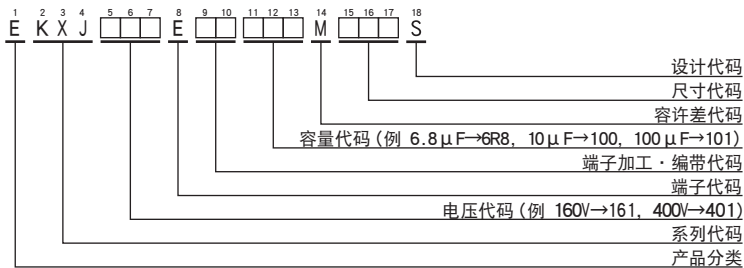 1 2 3 4 5 6 7 8 9 10 11 12 13 14 15 16 17 18
E K X J □□□ E □□ □□□ M □□□ S
设计代码
尺寸代码
容许差代码
容量代码(例 6.8μF→6R8, 10μF→100, 100μF→101)
端子加工・编带代码
端子代码
电压代码(例 160V→161, 400V→401)
系列代码
产品分类